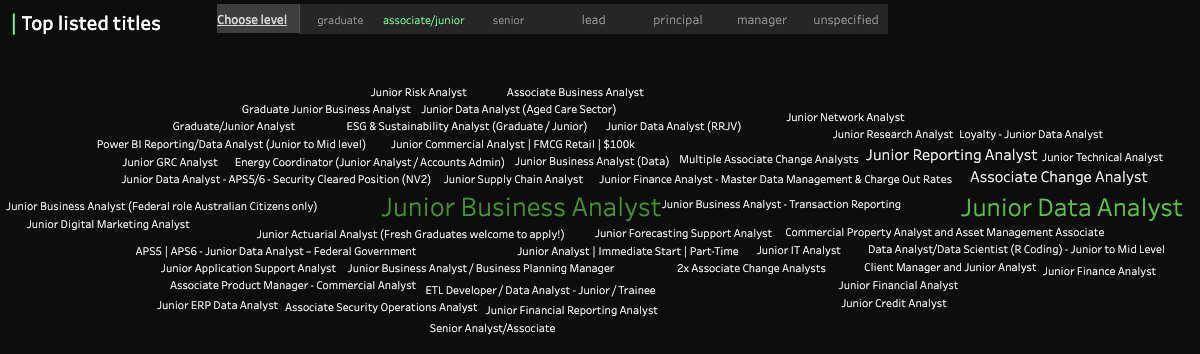 Top listed titles
Choose level graduate associate/junior senior lead principal manager unspecified
Junior Risk Analyst Associate Business Analyst
Graduate Junior Business Analyst Junior Data Analyst (Aged Care Sector)
Junior Network Analyst
Graduate/Junior Analyst ESG & Sustainability Analyst (Graduate / Junior) Junior Data Analyst (RRJV)
Junior Research Analyst Loyalty - Junior Data Analyst
Power BI Reporting/Data Analyst (Junior to Mid level) Junior Commercial Analyst | FMCG Retail | $100k
Junior GRC Analyst Energy Coordinator (Junior Analyst / Accounts Admin) Junior Business Analyst (Data) Multiple Associate Change Analysts Junior Reporting Analyst Junior Technical Analyst
Junior Data Analyst - APS5/6 - Security Cleared Position (NV2) Junior Supply Chain Analyst Junior Finance Analyst - Master Data Management & Charge Out Rates Associate Change Analyst
Junior Business Analyst (Federal role Australian Citizens only) Junior Business Analyst Junior Business Analyst - Transaction Reporting Junior Data Analyst
Junior Digital Marketing Analyst
Junior Actuarial Analyst (Fresh Graduates welcome to apply!) Junior Forecasting Support Analyst Commercial Property Analyst and Asset Management Associate
APS5 | APS6 - Junior Data Analyst – Federal Government Junior Analyst | Immediate Start | Part-Time Junior IT Analyst Data Analyst/Data Scientist (R Coding) - Junior to Mid Level
Junior Application Support Analyst Junior Business Analyst / Business Planning Manager 2x Associate Change Analysts Client Manager and Junior Analyst Junior Finance Analyst
Associate Product Manager - Commercial Analyst ETL Developer / Data Analyst - Junior / Trainee Junior Financial Analyst
Junior ERP Data Analyst Associate Security Operations Analyst Junior Financial Reporting Analyst Junior Credit Analyst
Senior Analyst/Associate